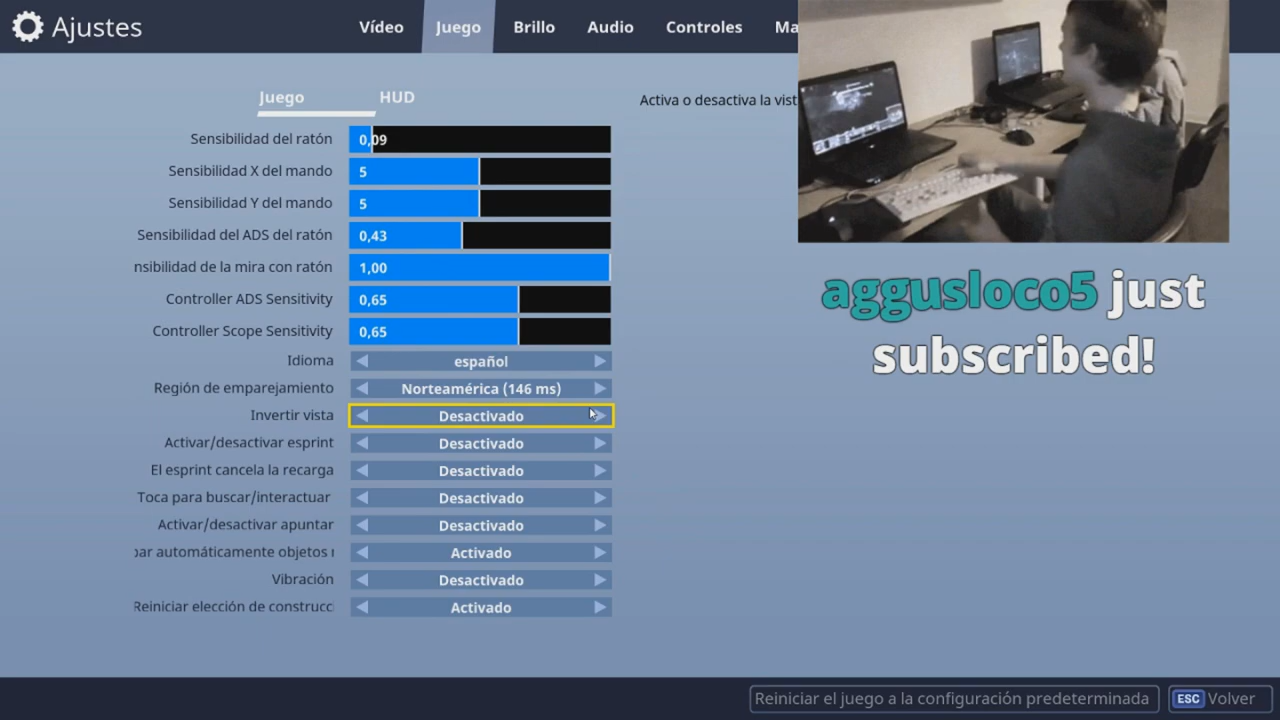 Ajustes
Vídeo
Juego
Brillo
Audio
Controles
Ma
Juego
HUD
Activa o desactiva la vist
Sensibilidad del ratón
0,09
Sensibilidad X del mando
5
Sensibilidad Y del mando
5
Sensibilidad del ADS del ratón
0,43
nsibilidad de la mira con ratón
1,00
Controller ADS Sensitivity
0,65
Controller Scope Sensitivity
0,65
Idioma
español
Región de emparejamiento
Norteamérica (146 ms)
Invertir vista
Desactivado
Activar/desactivar esprint
Desactivado
El esprint cancela la recarga
Desactivado
Toca para buscar/interactuar
Desactivado
Activar/desactivar apuntar
Desactivado
par automáticamente objetos
Activado
Vibración
Desactivado
Reiniciar elección de construcc
Activado
aggusloco5 just
subscribed!
Reiniciar el juego a la configuración predeterminada
ESC Volver